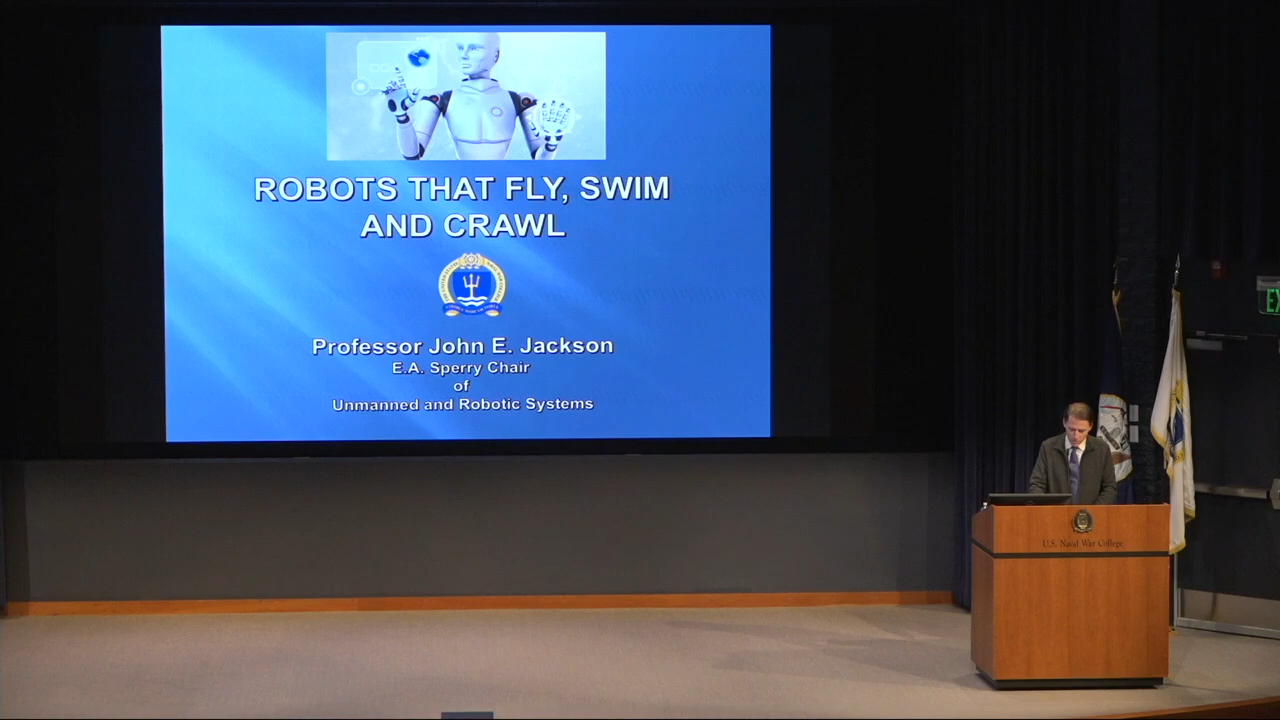 ROBOTS THAT FLY, SWIM
AND CRAWL
Professor John E. Jackson
E.A. Sperry Chair
of
Unmanned and Robotic Systems
U.S. Naval War College
EX